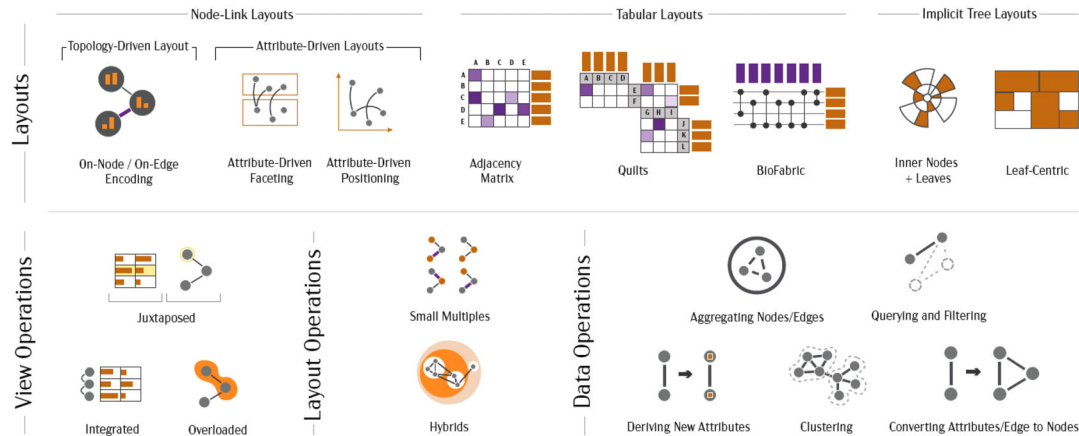 Layouts
Node-Link Layouts
Tabular Layouts
Implicit Tree Layouts
Topology-Driven Layout
Attribute-Driven Layouts
A B C D E
A
B
C
D
E
A B C D
E
F
G H I
J
K
L
On-Node / On-Edge
Encoding
Attribute-Driven
Faceting
Attribute-Driven
Positioning
Adjacency
Matrix
Quilts
BioFabric
Inner Nodes
+ Leaves
Leaf-Centric
View Operations
Juxtaposed
Integrated
Overloaded
Layout Operations
Small Multiples
Hybrids
Data Operations
Aggregating Nodes/Edges
Querying and Filtering
Deriving New Attributes
Clustering
Converting Attributes/Edge to Nodes